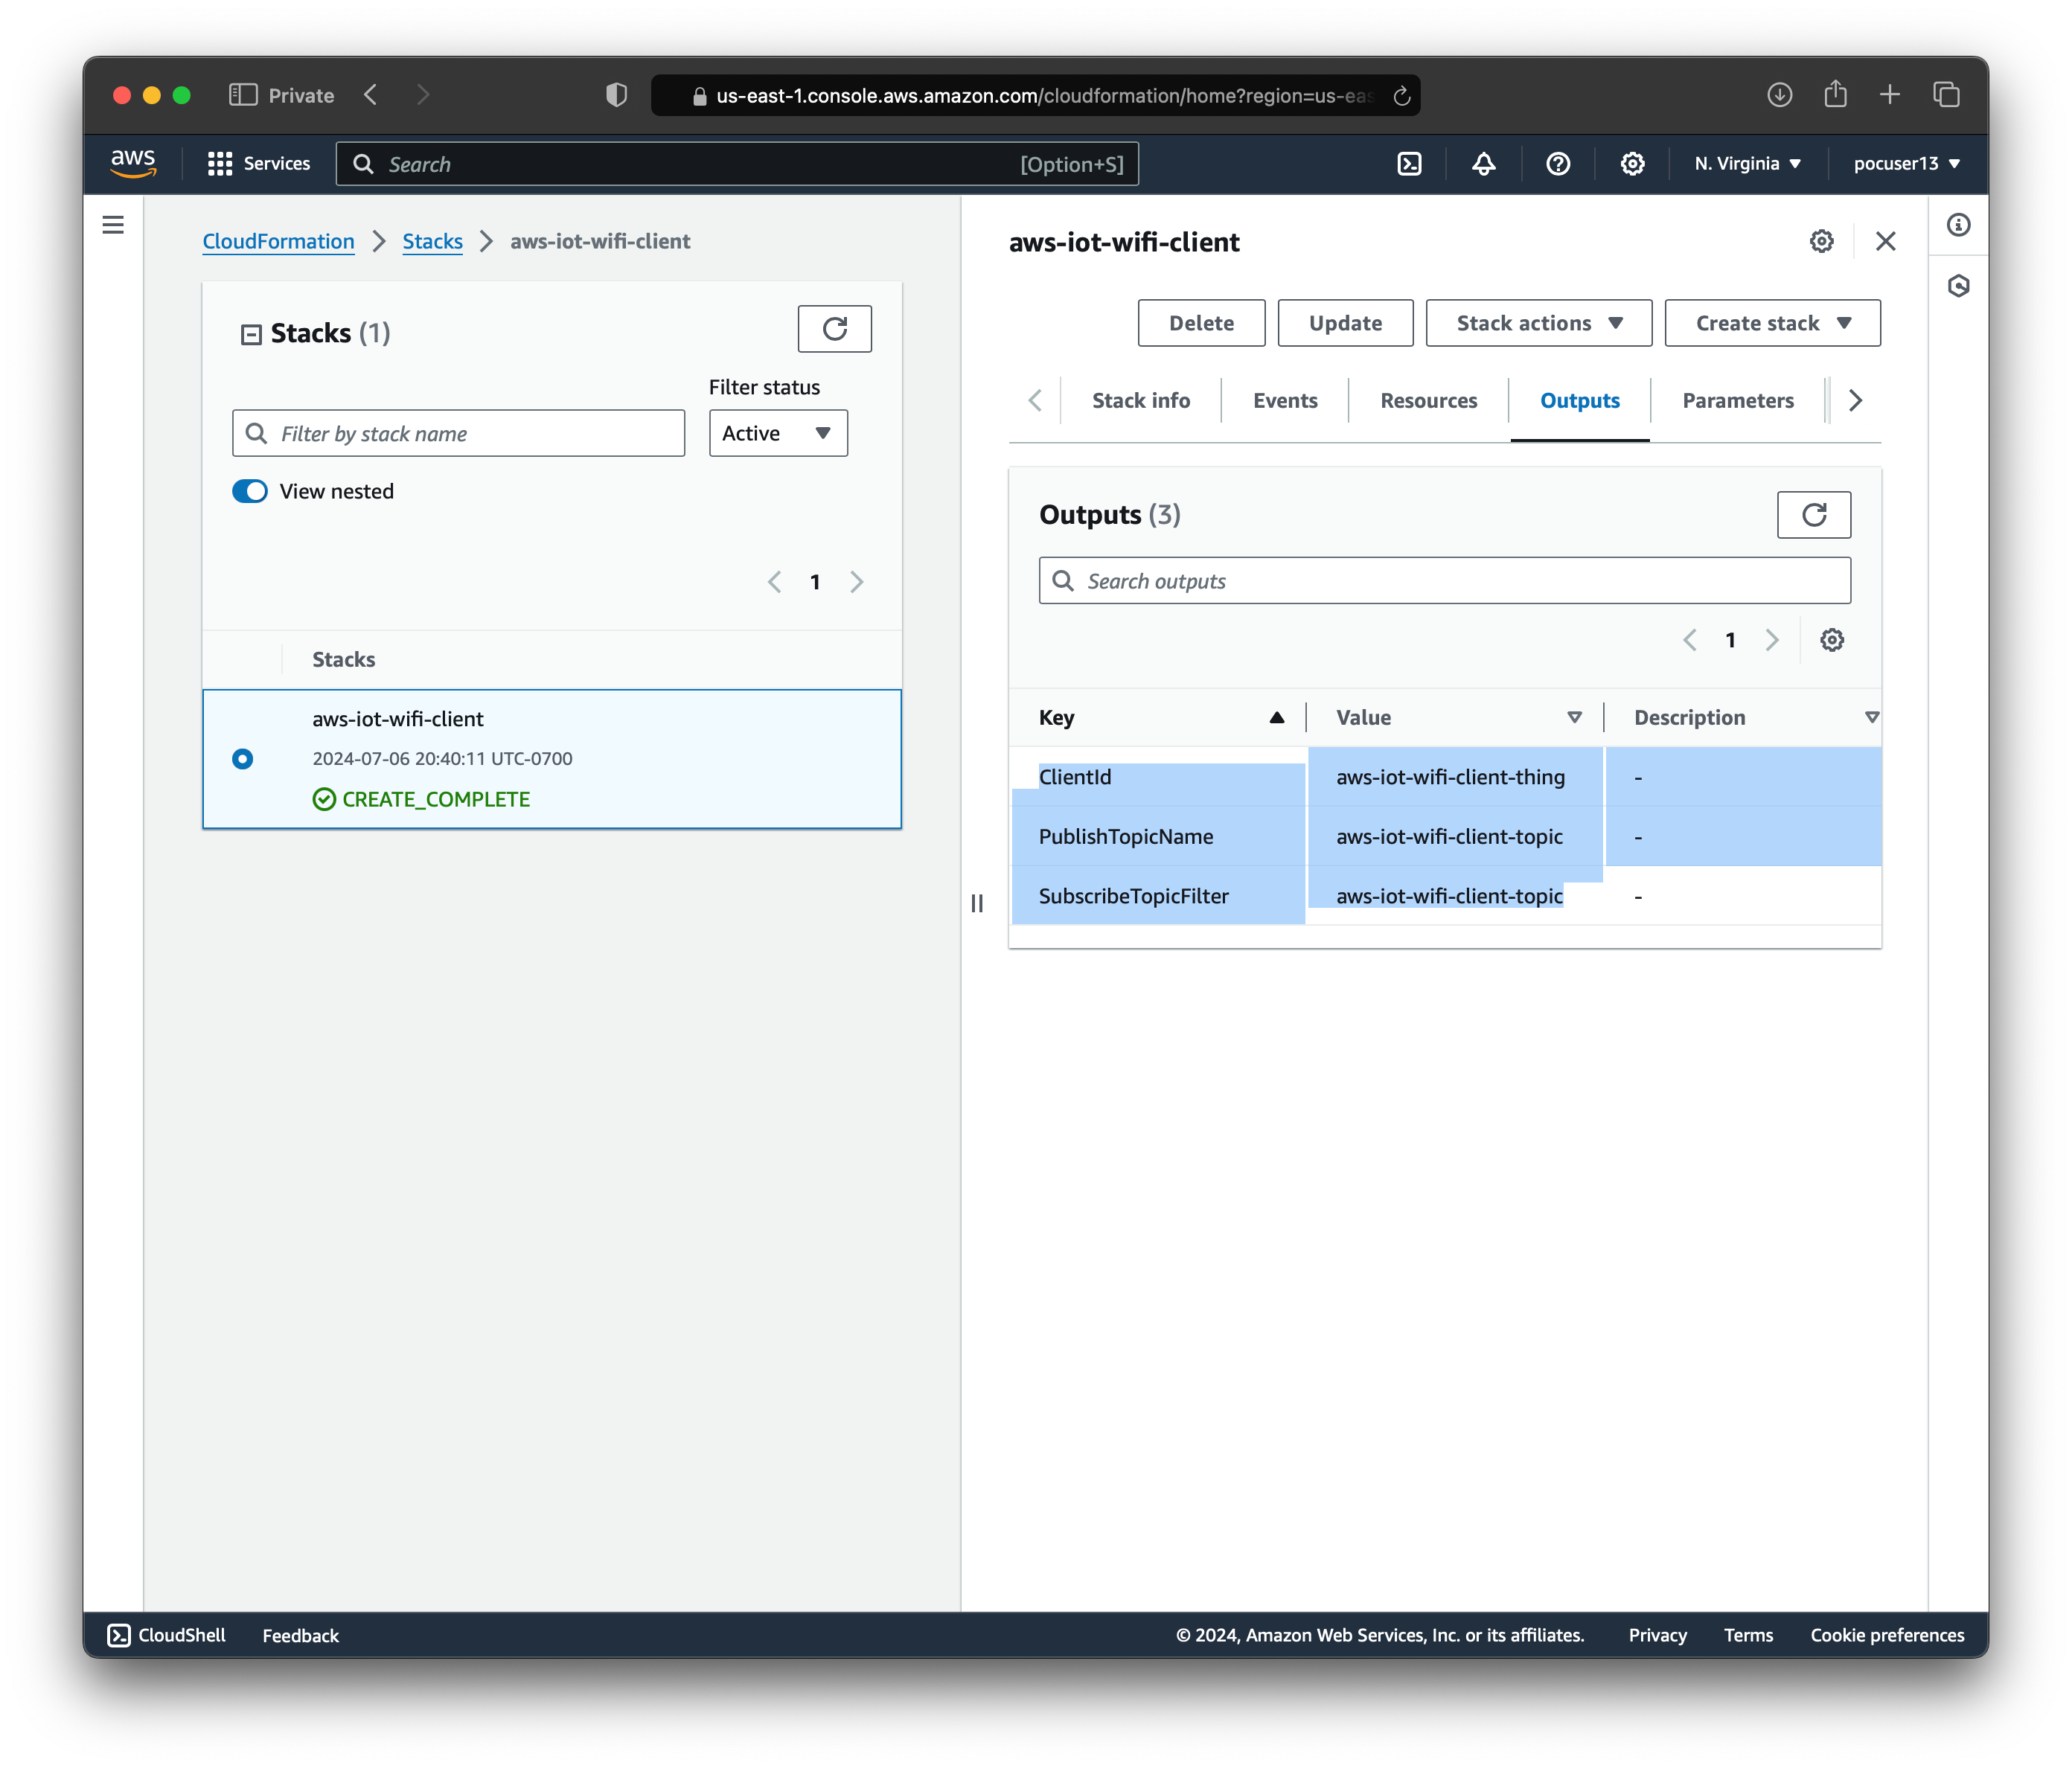 Private
us-east-1.console.aws.amazon.com/cloudformation/home?region=us-eas
aws
Services
Search
[Option+S]
N. Virginia
pocuser13
CloudFormation
Stacks
aws-iot-wifi-client
Stacks (1)
Filter status
Filter by stack name
Active
View nested
1
Stacks
aws-iot-wifi-client
2024-07-06 20:40:11 UTC-0700
CREATE_COMPLETE
aws-iot-wifi-client
Delete
Update
Stack actions
Create stack
Stack info
Events
Resources
Outputs
Parameters
Outputs (3)
Search outputs
1
Key Value Description
ClientId aws-iot-wifi-client-thing -
PublishTopicName aws-iot-wifi-client-topic -
SubscribeTopicFilter aws-iot-wifi-client-topic -
CloudShell
Feedback
© 2024, Amazon Web Services, Inc. or its affiliates.
Privacy
Terms
Cookie preferences